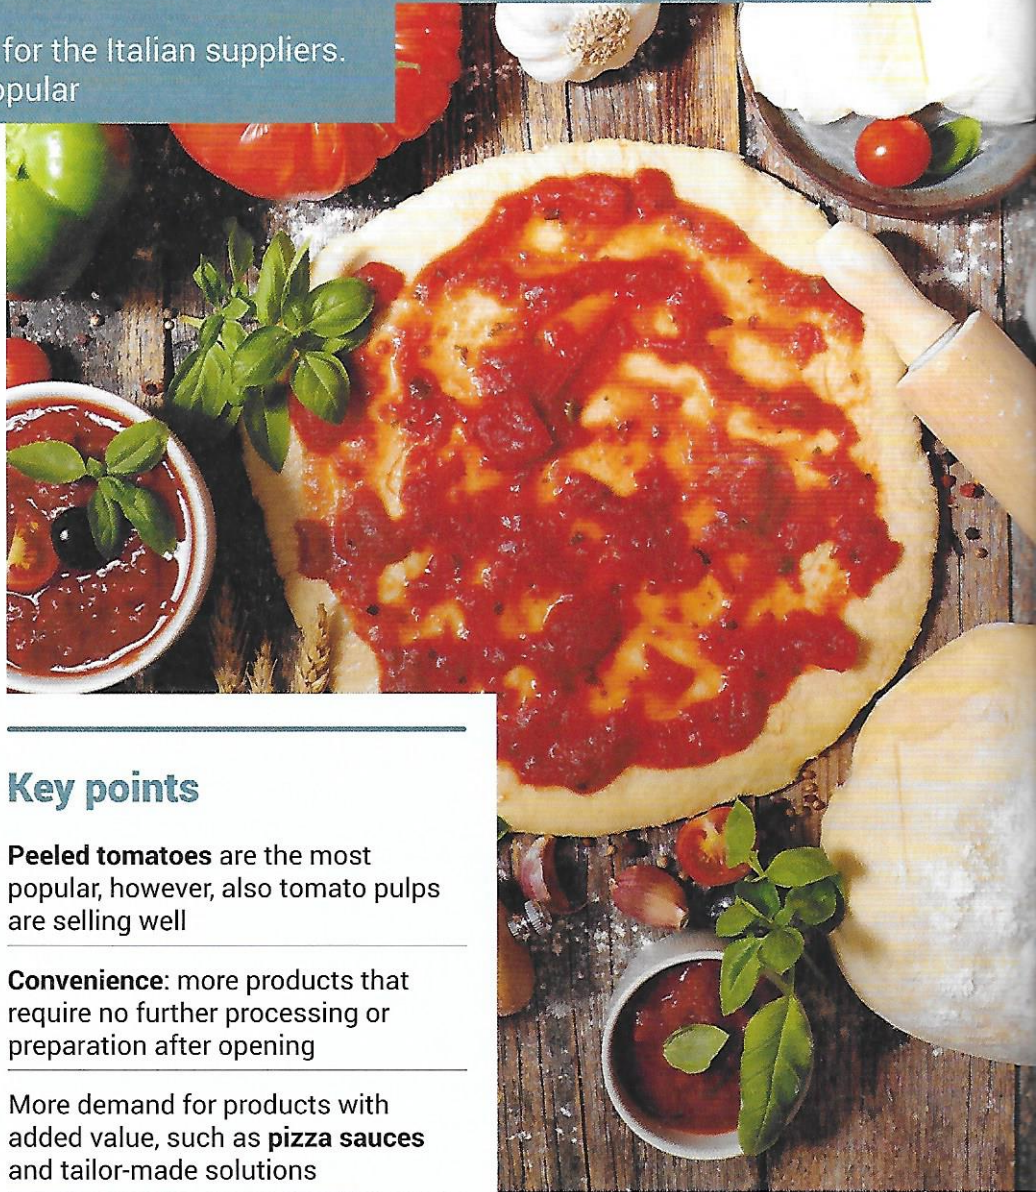 for the Italian suppliers.
Key points
Peeled tomatoes are the most
popular, however, also tomato pulps
are selling well
Convenience: more products that
require no further processing or
preparation after opening
More demand for products with
added value, such as pizza sauces
and tailor-made solutions